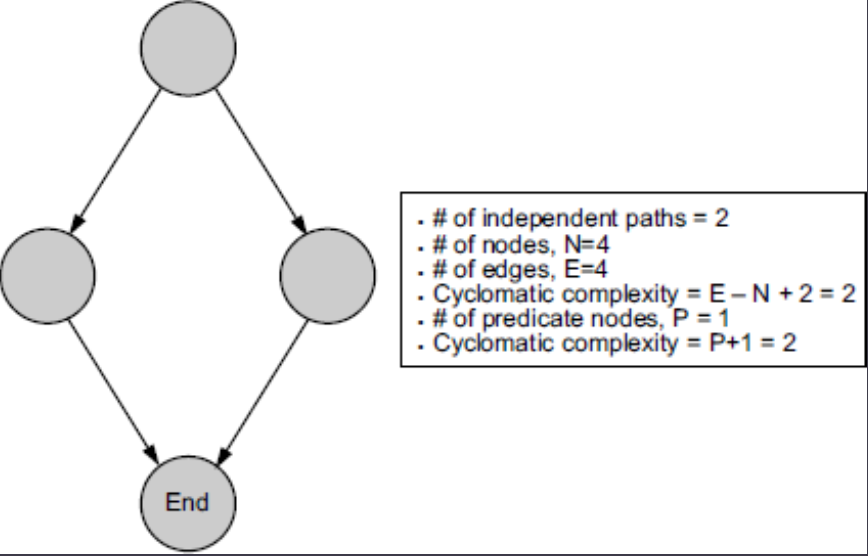 . # of independent paths = 2
. # of nodes, N=4
. # of edges, E=4
. Cyclomatic complexity = E – N + 2 = 2
. # of predicate nodes, P = 1
. Cyclomatic complexity = P+1 = 2
End